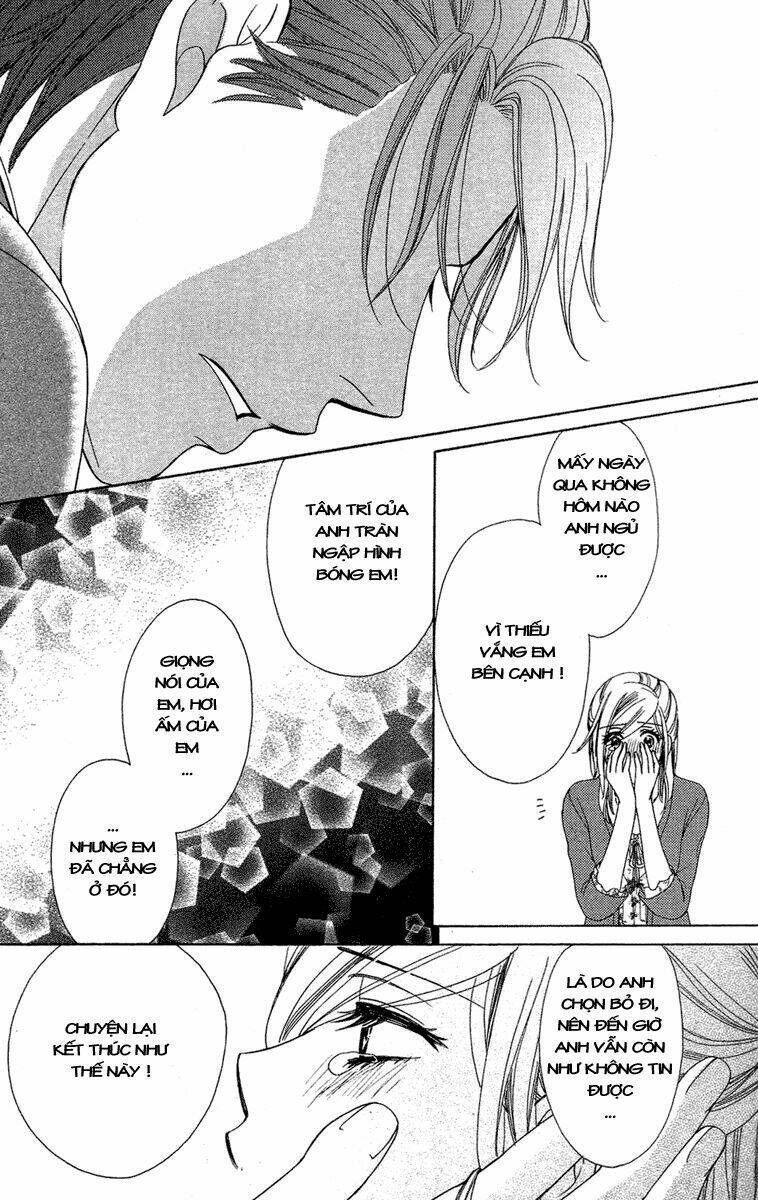 MẤY NGÀY
QUA KHÔNG
HÔM NÀO
ANH NGỦ
ĐƯỢC
...
VÌ THIẾU
VẮNG EM
BÊN CẠNH !
TÂM TRÍ CỦA
ANH TRÀN
NGẬP HÌNH
BÓNG EM!
GIỌNG
NÓI CỦA
EM, HƠI
ẤM CỦA
EM
...
...
NHƯNG EM
ĐÃ CHẲNG
Ở ĐÓ!
LÀ DO ANH
CHỌN BỎ ĐI,
NÊN ĐẾN GIỜ
ANH VẪN CÒN
NHƯ KHÔNG TIN
ĐƯỢC
...
CHUYỆN LẠI
KẾT THÚC NHƯ
THẾ NÀY !